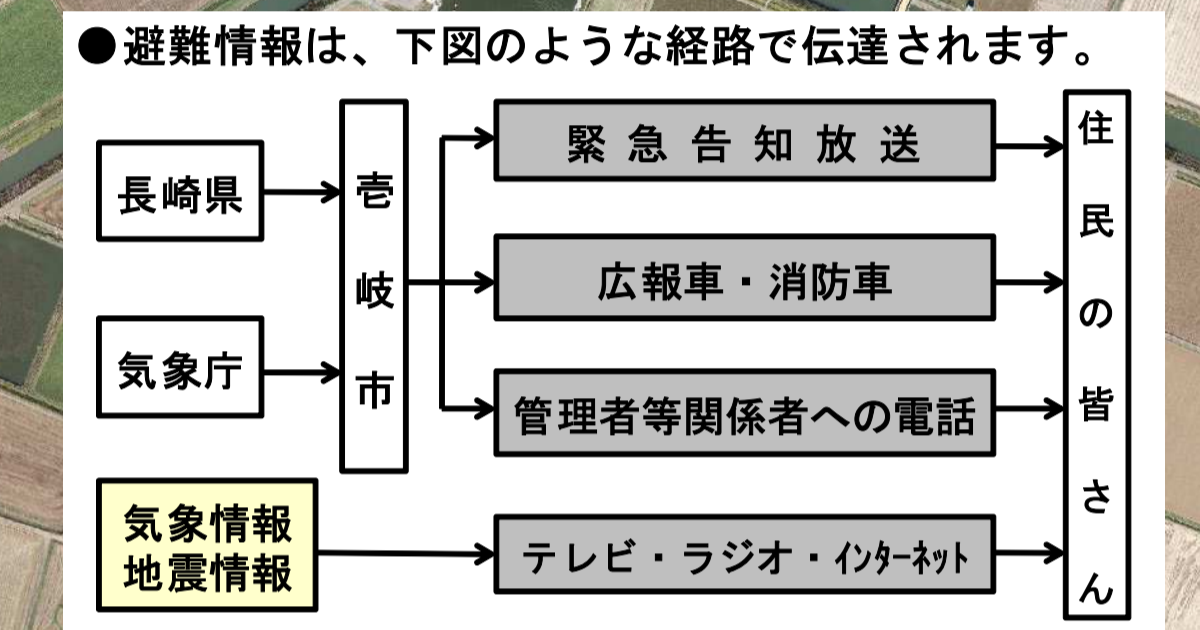 ●避難情報は、下図のような経路で伝達されます。
長崎県
気象庁
壱岐市
緊急告知放送
広報車・消防車
管理者等関係者への電話
気象情報
地震情報
テレビ・ラジオ・ｲﾝﾀｰﾈｯﾄ
住民の皆さん